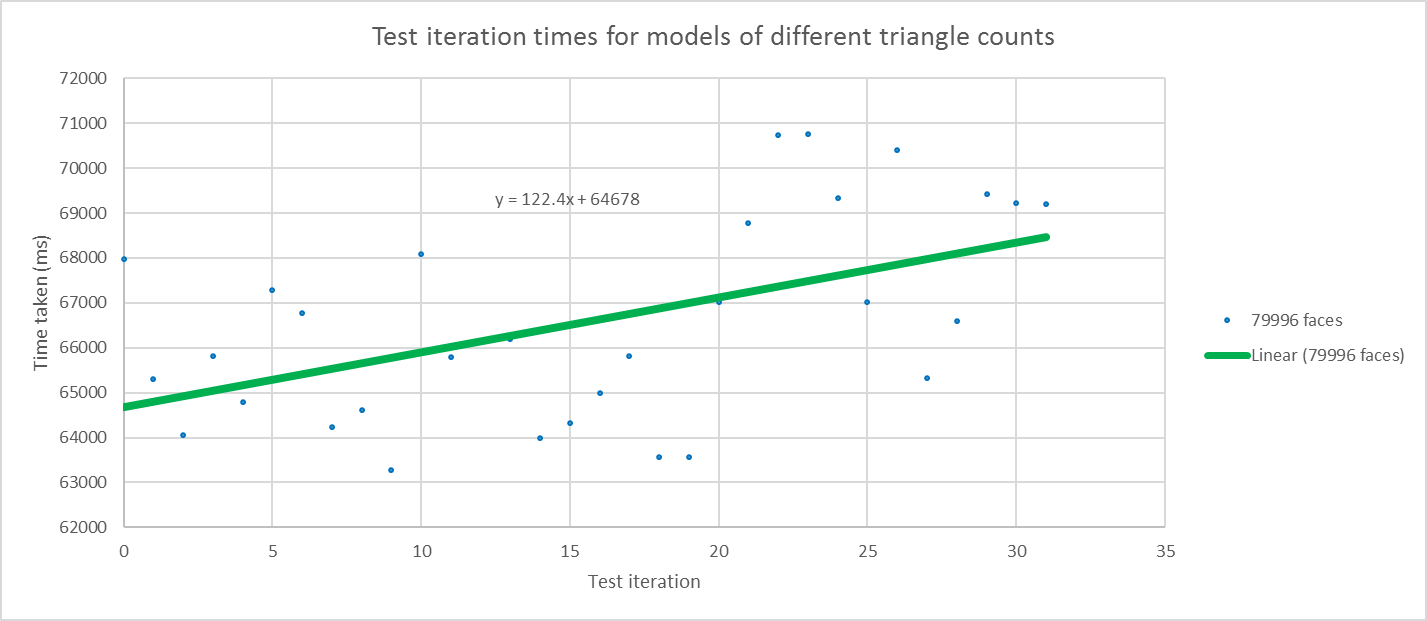 Test iteration times for models of different triangle counts
72000
71000
70000
69000
68000
67000
66000
65000
64000
63000
62000
Time taken (ms)
y = 122.4x + 64678
0 5 10 15 20 25 30 35
Test iteration
79996 faces
Linear (79996 faces)